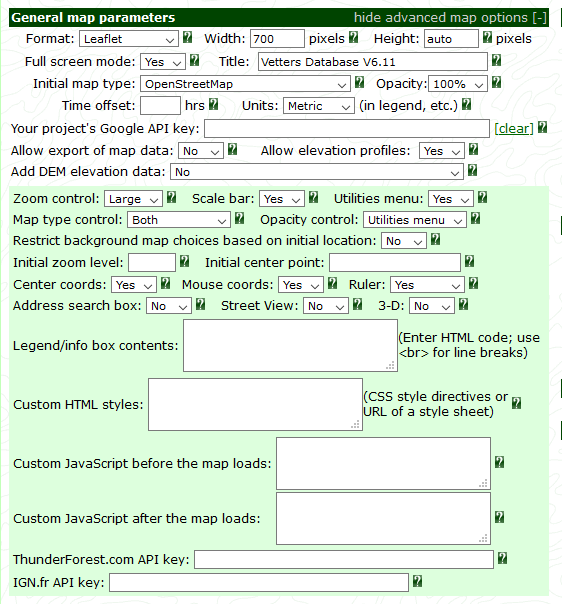 General map parameters hide advanced map options [-]
Format: Leaflet ? Width: 700 pixels ? Height: auto ? pixels
Full screen mode: Yes ? Title: Vetters Database V6.11 ?
Initial map type: OpenStreetMap ? Opacity: 100% ?
Time offset: hrs ? Units: Metric (in legend, etc.) ?
Your project's Google API key: [clear] ?
Allow export of map data: No ? Allow elevation profiles: Yes ?
Add DEM elevation data: No ?
Zoom control: Large ? Scale bar: Yes ? Utilities menu: Yes ?
Map type control: Both ? Opacity control: Utilities menu ?
Restrict background map choices based on initial location: No ?
Initial zoom level: ? Initial center point: ?
Center coords: Yes ? Mouse coords: Yes ? Ruler: Yes ?
Address search box: No ? Street View: No ? 3-D: No ?
Legend/info box contents: (Enter HTML code; use
<br> for line breaks)
Custom HTML styles: (CSS style directives or
URL of a style sheet) ?
Custom JavaScript before the map loads: ?
Custom JavaScript after the map loads: ?
ThunderForest.com API key: ?
IGN.fr API key: ?